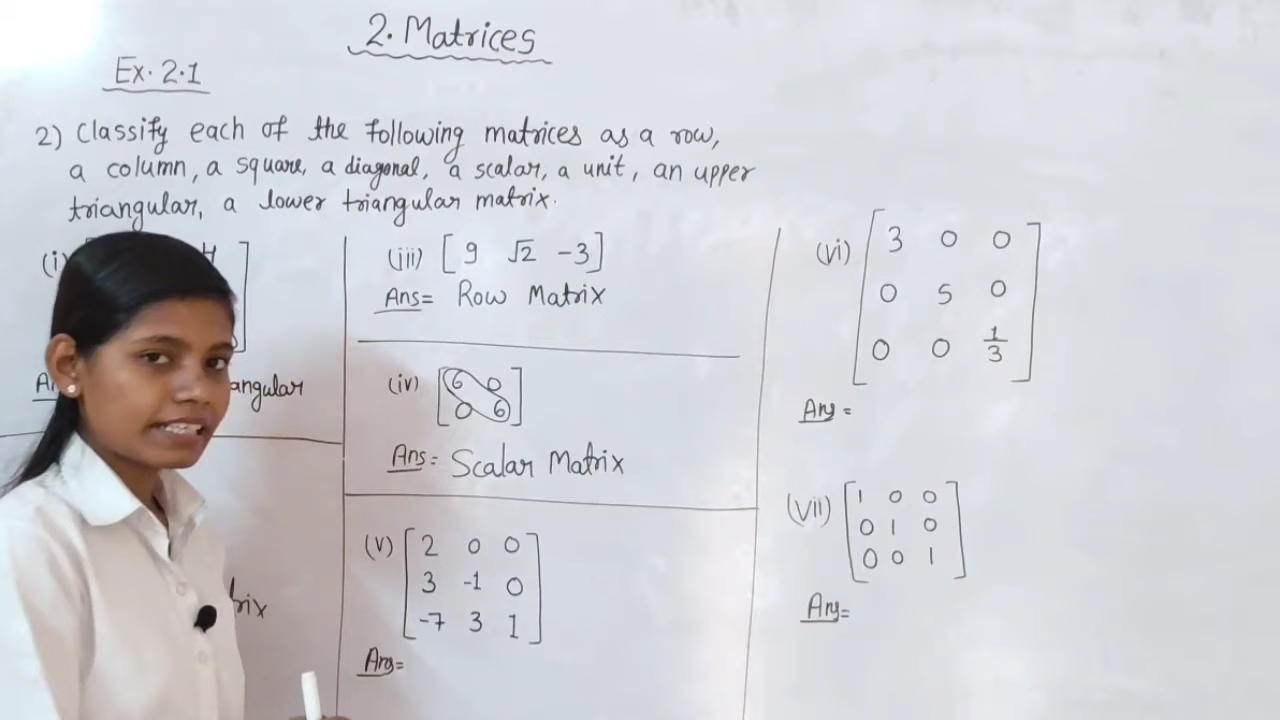 2. Matrices
Ex. 2.1
2) Classify each of the following matrices as a row,
a column, a square, a diagonal, a scalar, a unit, an upper
triangular, a lower triangular matrix.
(i)
(iii) [ 9 √2 -3 ]
Ans= Row Matrix
(iv) [ 6 0
0 6 ]
Ans= Scalar Matrix
(v) [ 2 0 0
3 -1 0
-7 3 1 ]
Ans=
(vi) [ 3 0 0
0 5 0
0 0 1/3 ]
Ans=
(vii) [ 1 0 0
0 1 0
0 0 1 ]
Ans=